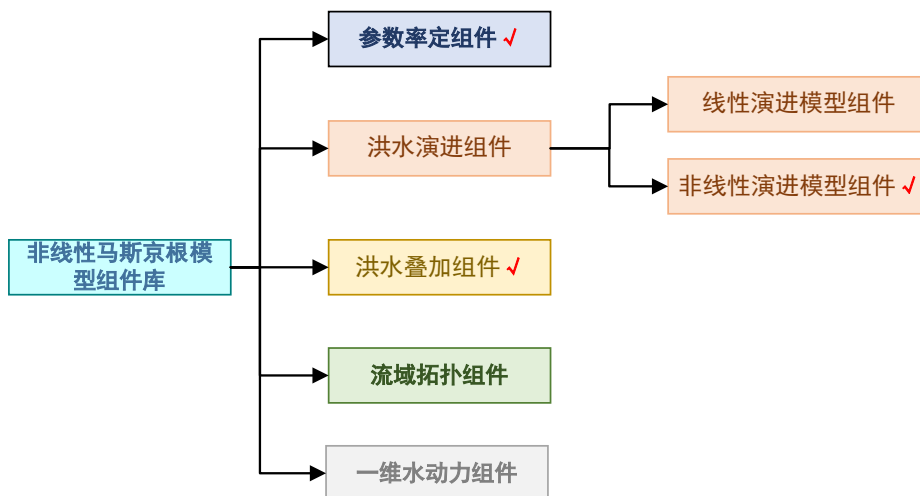 参数率定组件 √
线性演进模型组件
洪水演进组件
非线性演进模型组件 √
非线性马斯京根模
型组件库
洪水叠加组件 √
流域拓扑组件
一维水动力组件